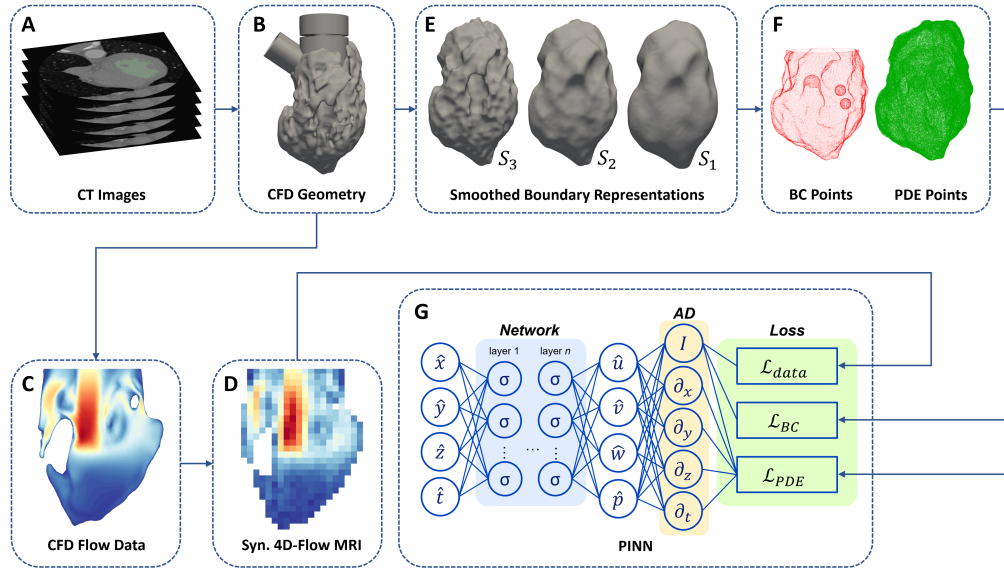 A
CT Images
B
CFD Geometry
E
S₃
S₂
S₁
Smoothed Boundary Representations
F
BC Points
PDE Points
C
CFD Flow Data
D
Syn. 4D-Flow MRI
G
Network
AD
Loss
layer 1
layer n
x̂
ŷ
ẑ
t̂
σ
σ
⋮
σ
...
σ
σ
⋮
σ
û
v̂
ŵ
p̂
I
∂x
∂y
∂z
∂t
ℒdata
ℒBC
ℒPDE
PINN